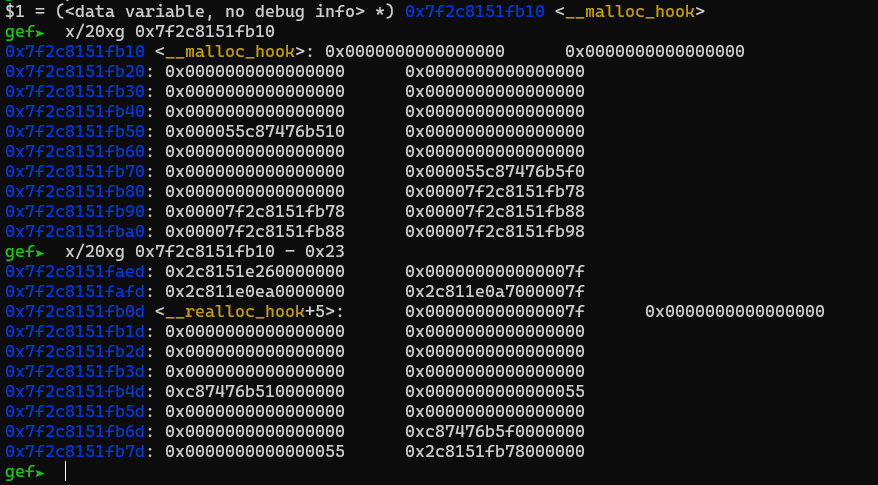 $1 = (<data variable, no debug info> *) 0x7f2c8151fb10 <__malloc_hook>
gef➤  x/20xg 0x7f2c8151fb10
0x7f2c8151fb10 <__malloc_hook>: 0x0000000000000000      0x0000000000000000
0x7f2c8151fb20: 0x0000000000000000      0x0000000000000000
0x7f2c8151fb30: 0x0000000000000000      0x0000000000000000
0x7f2c8151fb40: 0x0000000000000000      0x0000000000000000
0x7f2c8151fb50: 0x000055c87476b510      0x0000000000000000
0x7f2c8151fb60: 0x0000000000000000      0x0000000000000000
0x7f2c8151fb70: 0x0000000000000000      0x000055c87476b5f0
0x7f2c8151fb80: 0x0000000000000000      0x00007f2c8151fb78
0x7f2c8151fb90: 0x00007f2c8151fb78      0x00007f2c8151fb88
0x7f2c8151fba0: 0x00007f2c8151fb88      0x00007f2c8151fb98
gef➤  x/20xg 0x7f2c8151fb10 - 0x23
0x7f2c8151faed: 0x2c8151e260000000      0x000000000000007f
0x7f2c8151fafd: 0x2c811e0ea0000000      0x2c811e0a7000007f
0x7f2c8151fb0d <__realloc_hook+5>:      0x000000000000007f      0x0000000000000000
0x7f2c8151fb1d: 0x0000000000000000      0x0000000000000000
0x7f2c8151fb2d: 0x0000000000000000      0x0000000000000000
0x7f2c8151fb3d: 0x0000000000000000      0x0000000000000000
0x7f2c8151fb4d: 0xc87476b510000000      0x0000000000000055
0x7f2c8151fb5d: 0x0000000000000000      0x0000000000000000
0x7f2c8151fb6d: 0x0000000000000000      0xc87476b5f0000000
0x7f2c8151fb7d: 0x0000000000000055      0x2c8151fb78000000
gef➤